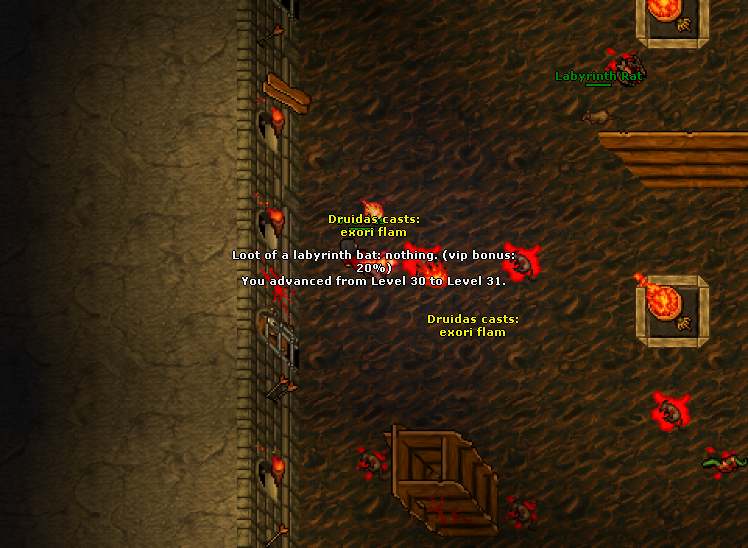 Labyrinth Rat
Druidas casts:
exori flam
Loot of a labyrinth bat: nothing. (vip bonus:
20%)
You advanced from Level 30 to Level 31.
Druidas casts:
exori flam